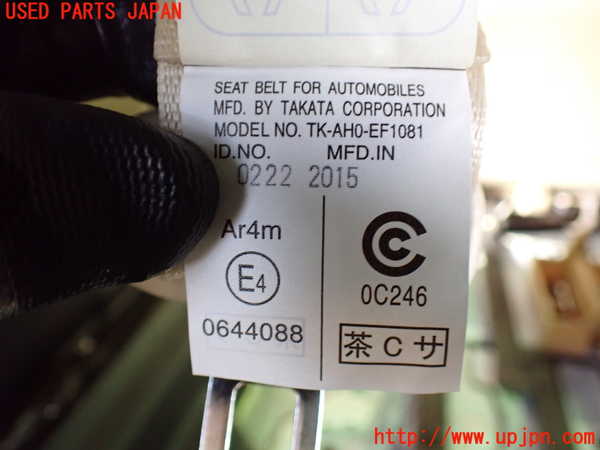 USED PARTS JAPAN
SEAT BELT FOR AUTOMOBILES
MFD. BY TAKATA CORPORATION
MODEL NO. TK-AH0-EF1081
ID.NO. MFD.IN
0222 2015
Ar4m
E4
0644088
C
0C246
茶 C サ
http://www.upjpn.com/